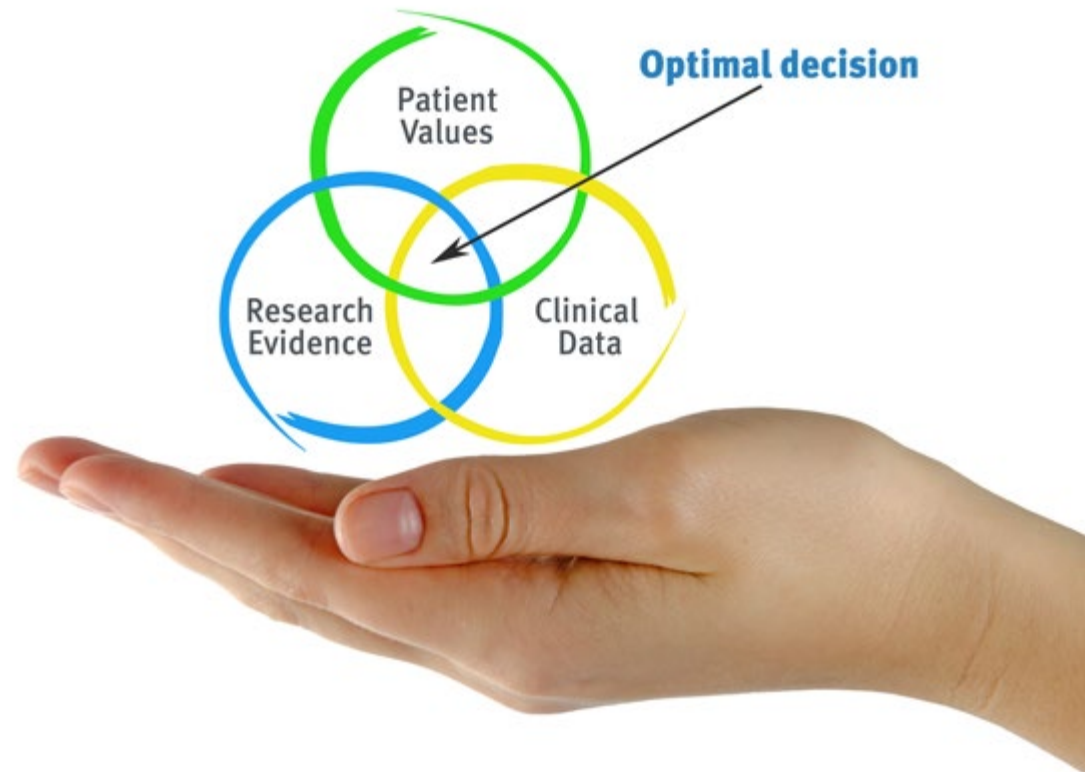 Optimal decision
Patient
Values
Research
Evidence
Clinical
Data